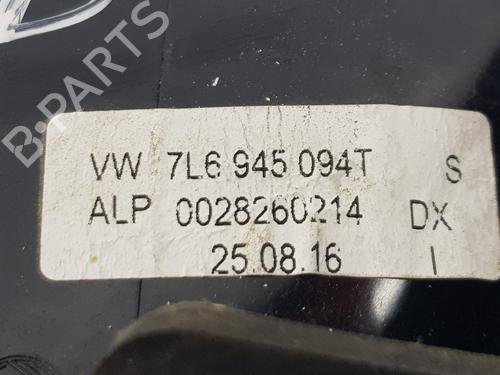 B-PARTS
VW 7L6 945 094T S
ALP 0028260214 DX
25.08.16 I